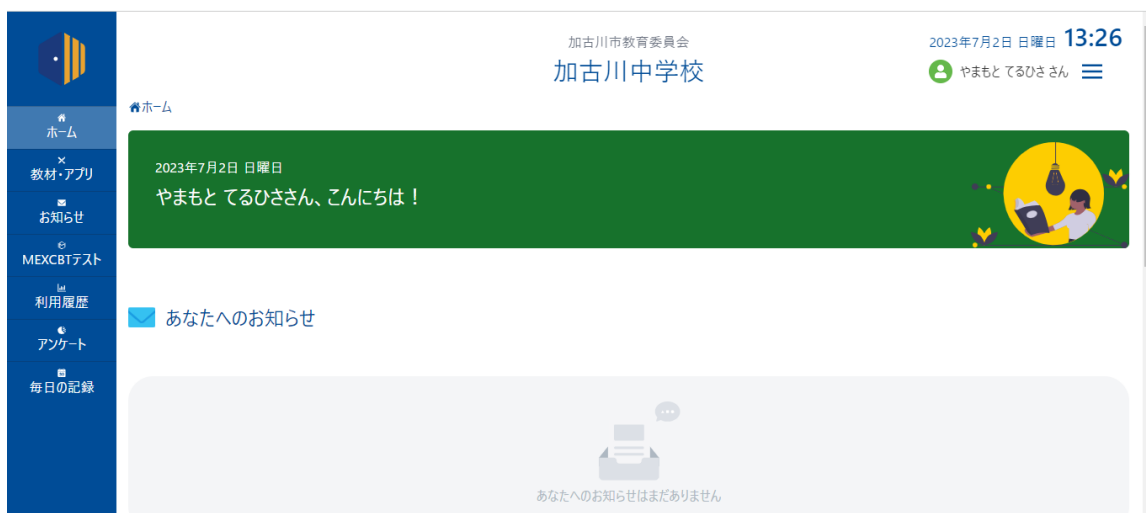 加古川市教育委員会
加古川中学校
2023年7月2日 日曜日 13:26
やまもと てるひさ さん
ホーム
ホーム
教材・アプリ
お知らせ
MEXCBTテスト
利用履歴
アンケート
毎日の記録
2023年7月2日 日曜日
やまもと てるひささん、こんにちは！
あなたへのお知らせ
あなたへのお知らせはまだありません